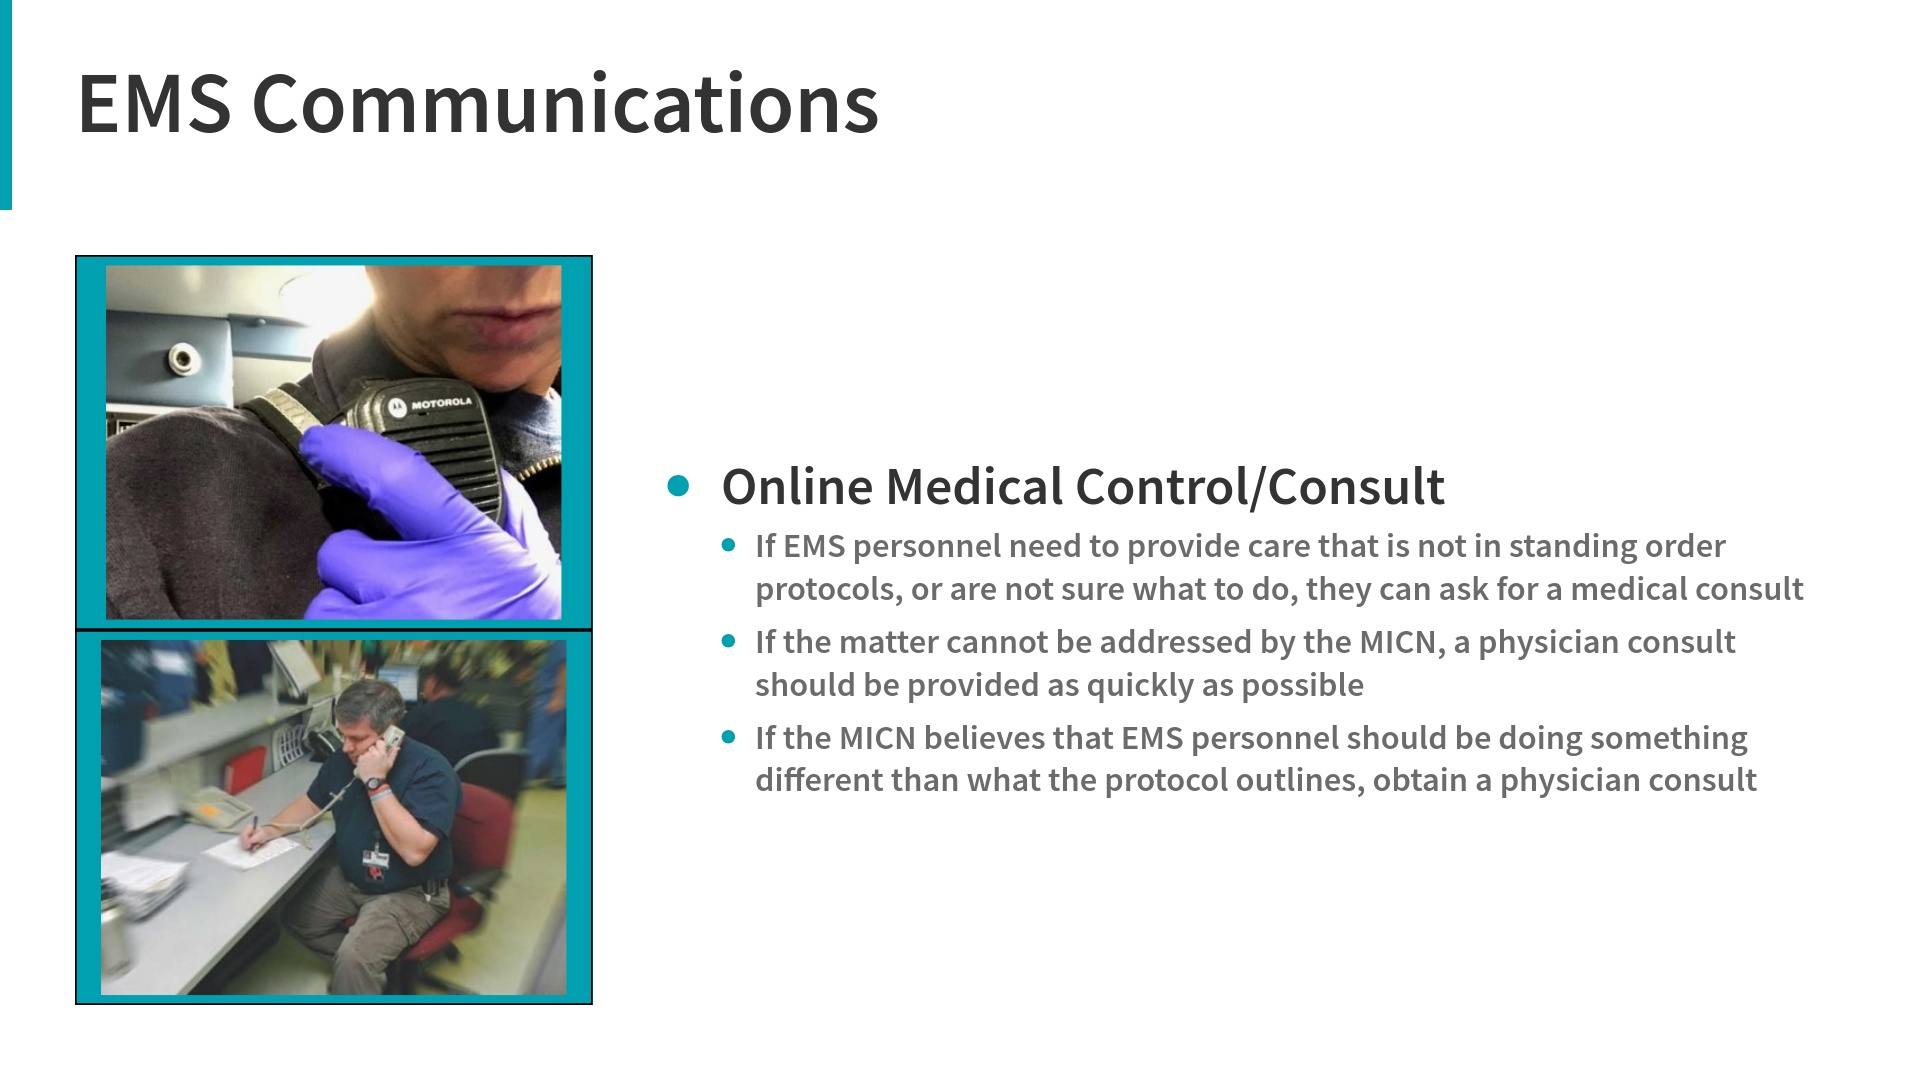 EMS Communications
MOTOROLA
Online Medical Control/Consult
If EMS personnel need to provide care that is not in standing order
protocols, or are not sure what to do, they can ask for a medical consult
If the matter cannot be addressed by the MICN, a physician consult
should be provided as quickly as possible
If the MICN believes that EMS personnel should be doing something
different than what the protocol outlines, obtain a physician consult